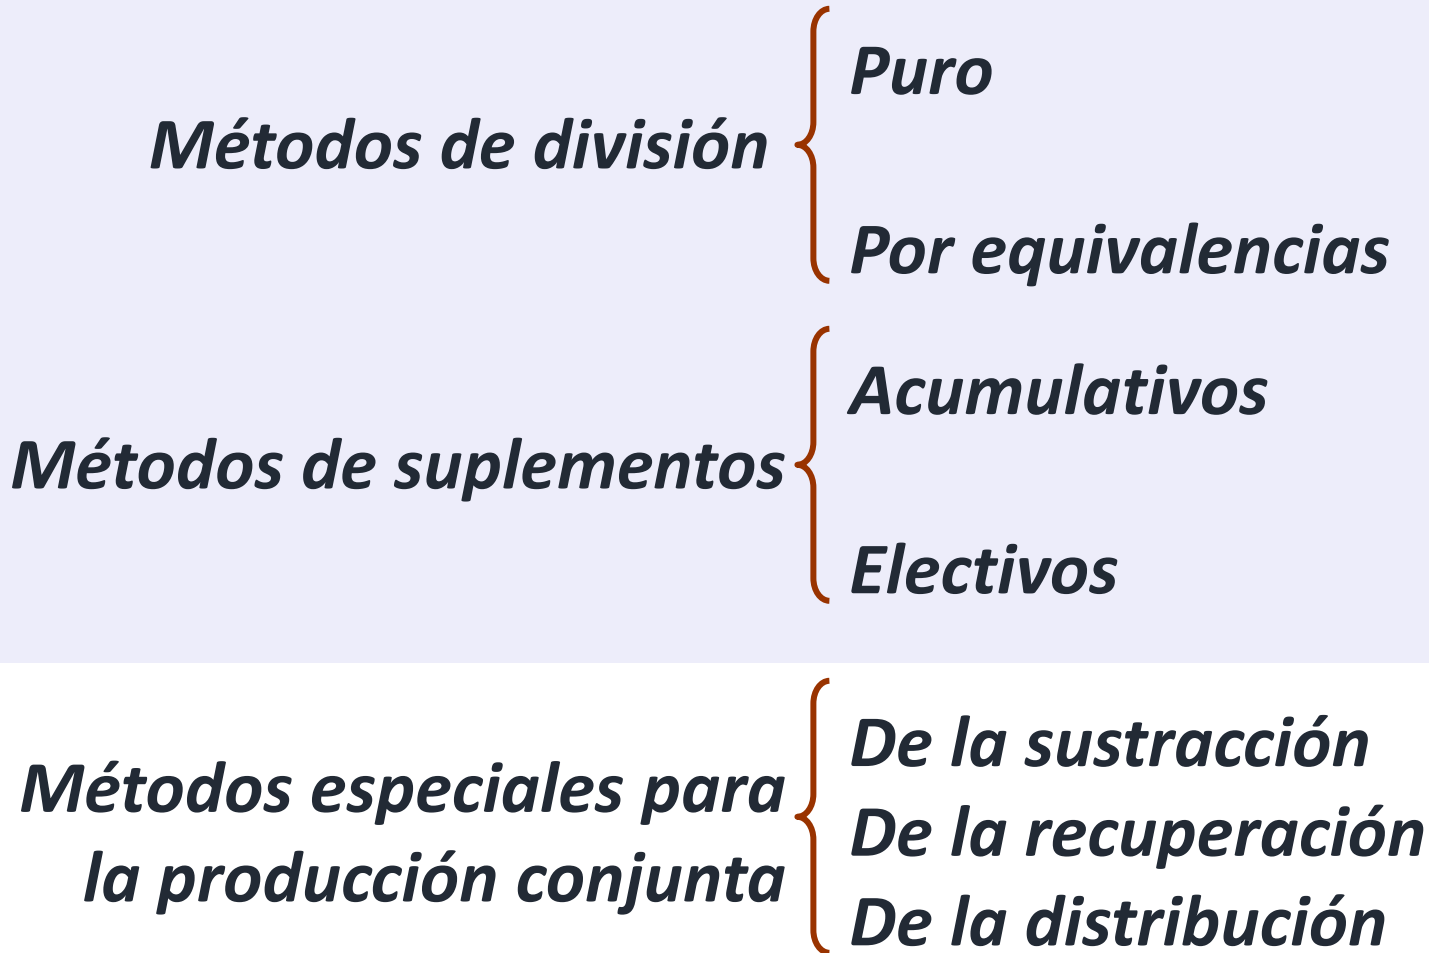 Métodos de división
Puro
Por equivalencias
Métodos de suplementos
Acumulativos
Electivos
Métodos especiales para
la producción conjunta
De la sustracción
De la recuperación
De la distribución